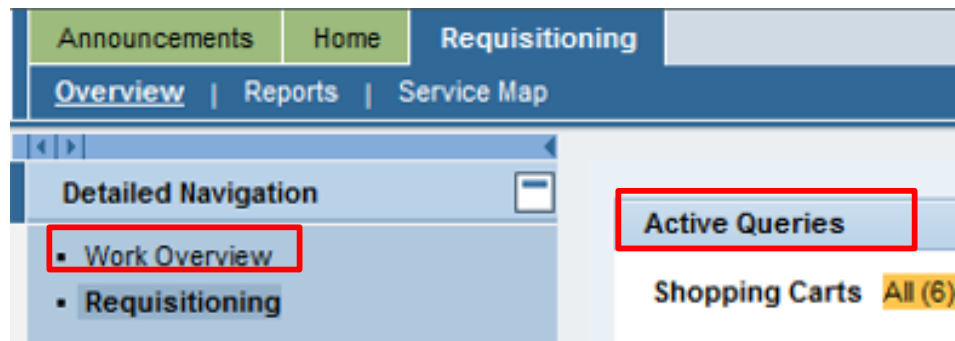 Announcements Home Requisitioning
Overview | Reports | Service Map
Detailed Navigation
Work Overview
Requisitioning
Active Queries
Shopping Carts All (6)